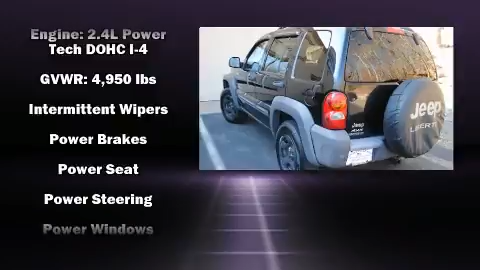 Engine: 2.4L Power
Tech DOHC I-4
GVWR: 4,950 lbs
Intermittent Wipers
Power Brakes
Power Seat
Power Steering
Power Windows
Jeep
LIBERTY
Jeep